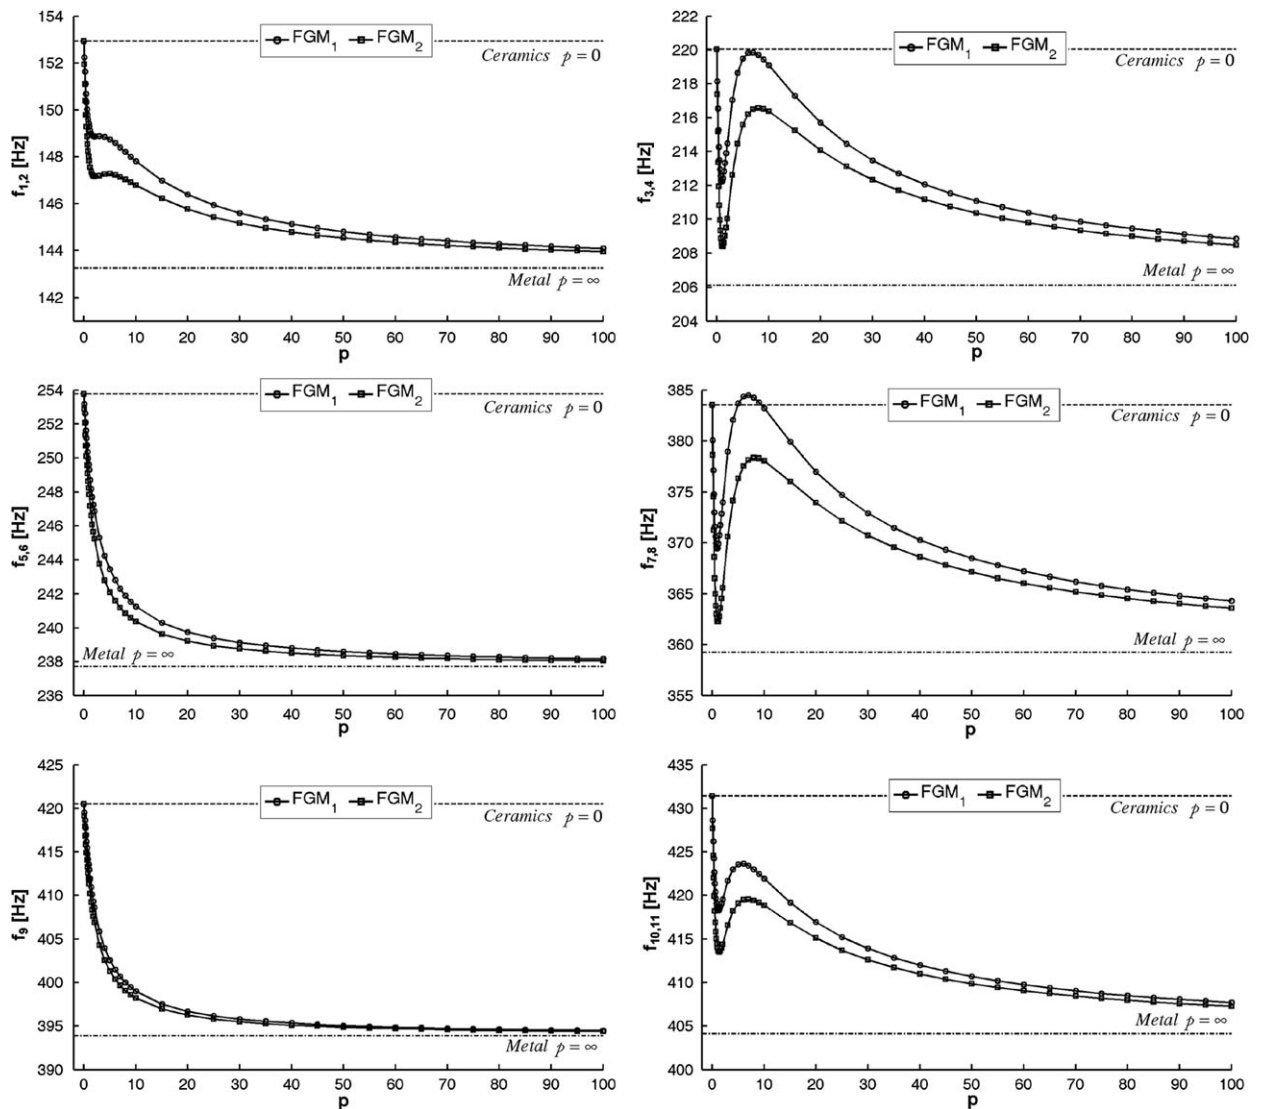 154
152
150
148
146
144
142
f1,2 [Hz]
FGM1 FGM2
Ceramics p = 0
Metal p = ∞
0 10 20 30 40 50 60 70 80 90 100
p
222
220
218
216
214
212
210
208
206
204
f3,4 [Hz]
FGM1 FGM2
Ceramics p = 0
Metal p = ∞
0 10 20 30 40 50 60 70 80 90 100
p
254
252
250
248
246
244
242
240
238
236
f5,6 [Hz]
FGM1 FGM2
Ceramics p = 0
Metal p = ∞
0 10 20 30 40 50 60 70 80 90 100
p
385
380
375
370
365
360
355
f7,8 [Hz]
FGM1 FGM2
Ceramics p = 0
Metal p = ∞
0 10 20 30 40 50 60 70 80 90 100
p
425
420
415
410
405
400
395
390
f9 [Hz]
FGM1 FGM2
Ceramics p = 0
Metal p = ∞
0 10 20 30 40 50 60 70 80 90 100
p
435
430
425
420
415
410
405
400
f10,11 [Hz]
FGM1 FGM2
Ceramics p = 0
Metal p = ∞
0 10 20 30 40 50 60 70 80 90 100
p